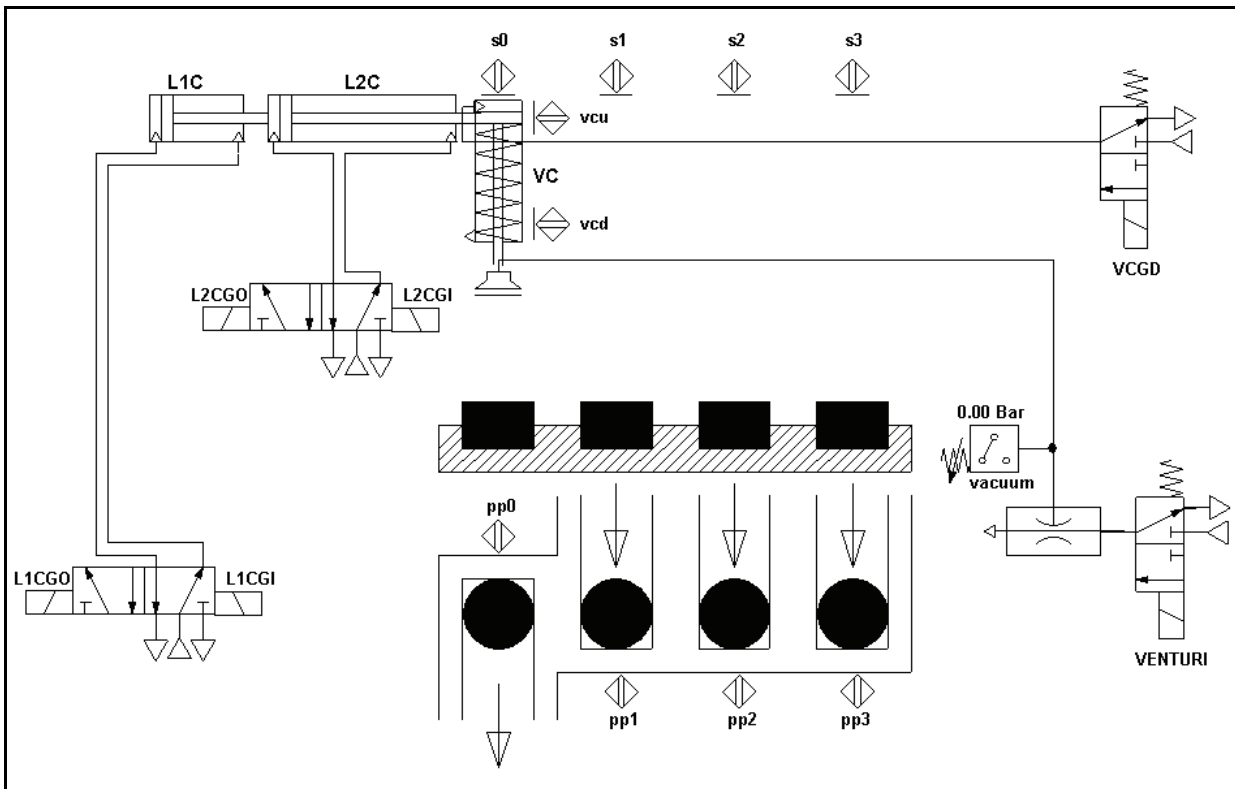 s0 s1 s2 s3
L1C L2C
vcu
VC
vcd
VCGD
L2CGO L2CGI
0.00 Bar
vacuum
pp0
L1CGO L1CGI
VENTURI
pp1 pp2 pp3